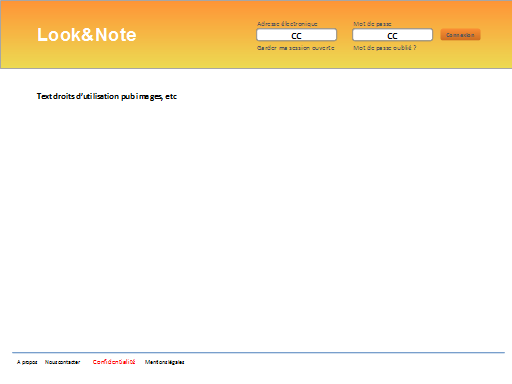 Look&Note
Adresse électronique
Mot de passe
CC
CC
Connexion
Garder ma session ouverte
Mot de passe oublié ?
Text droits d'utilisation pub images, etc
A propos
Nous contacter
Confidentialité
Mentions légales